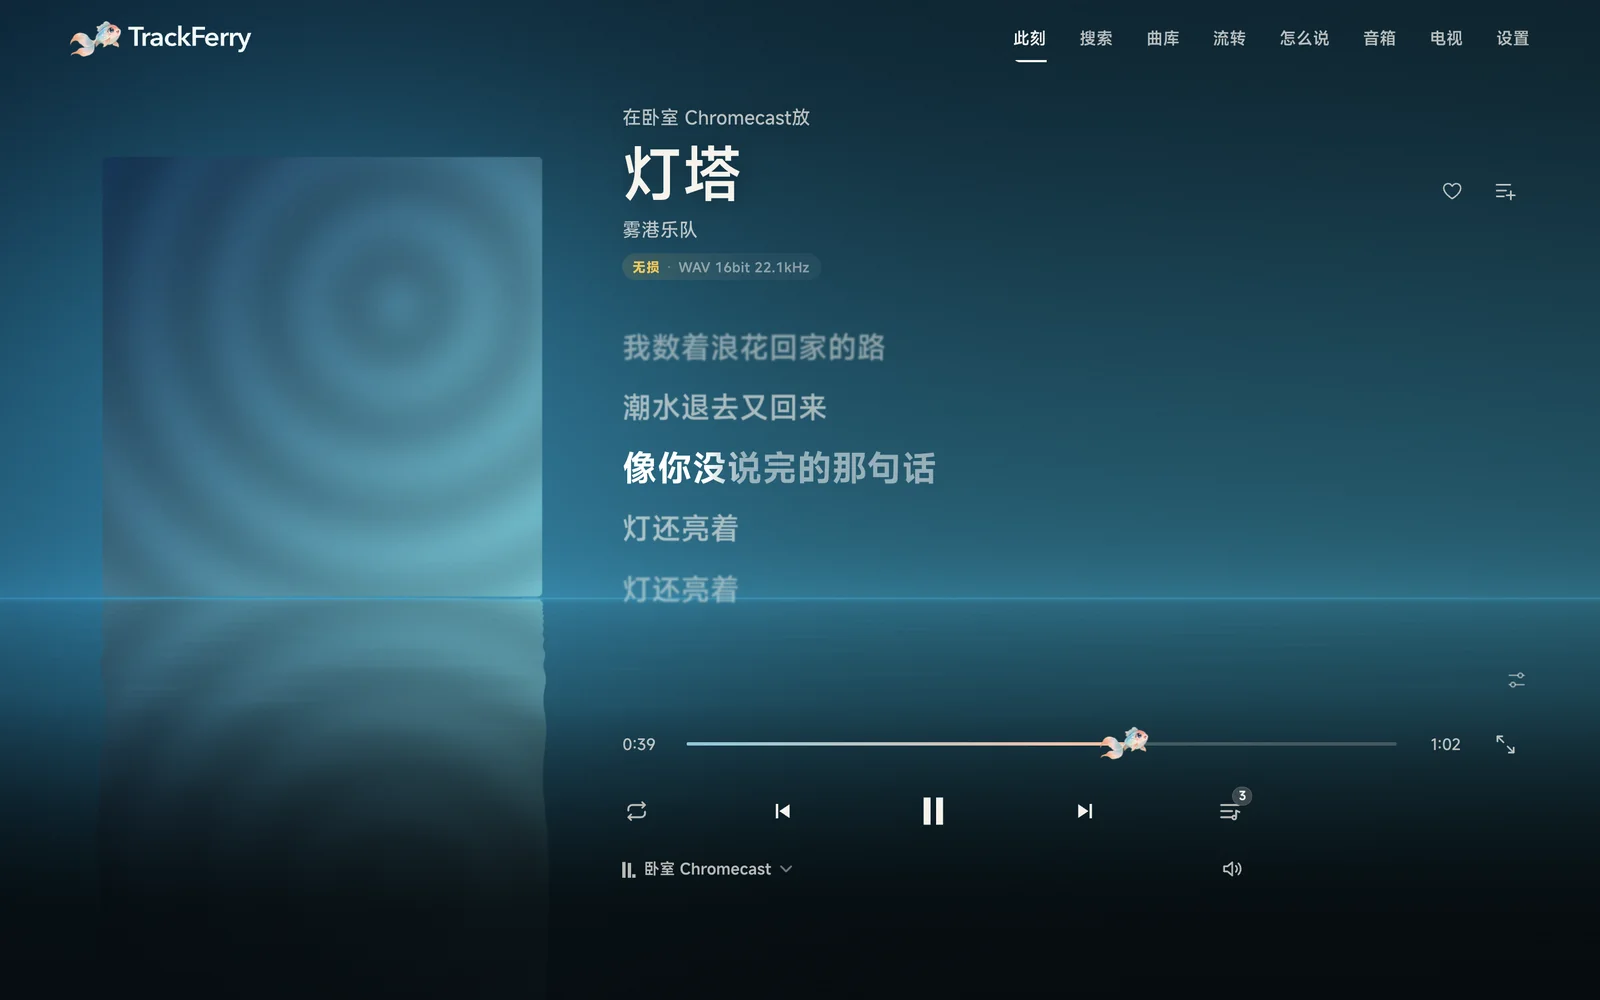 TrackFerry
此刻 搜索 曲库 流转 怎么说 音箱 电视 设置
在卧室 Chromecast放
灯塔
雾港乐队
无损 · WAV 16bit 22.1kHz
我数着浪花回家的路
潮水退去又回来
像你没说完的那句话
灯还亮着
灯还亮着
0:39 1:02
3
卧室 Chromecast